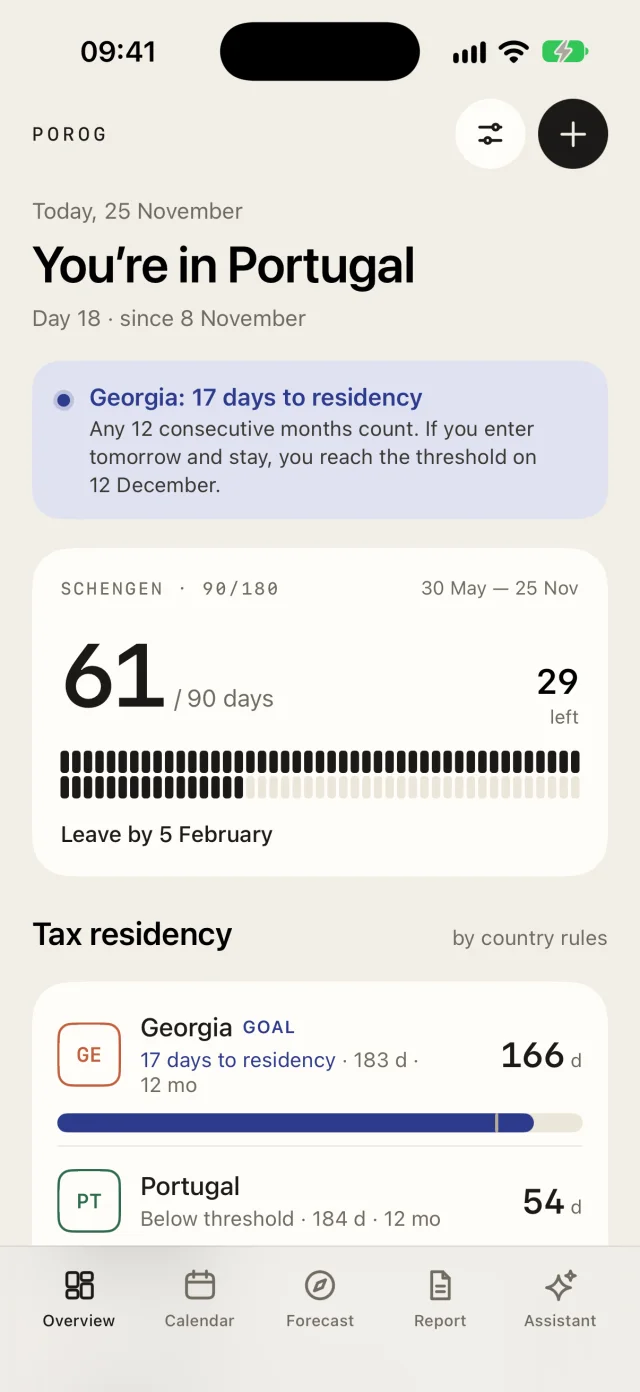 09:41
POROG
Today, 25 November
You’re in Portugal
Day 18 · since 8 November
Georgia: 17 days to residency
Any 12 consecutive months count. If you enter
tomorrow and stay, you reach the threshold on
12 December.
SCHENGEN · 90/180
30 May — 25 Nov
61 / 90 days
29
left
Leave by 5 February
Tax residency
by country rules
GE
Georgia GOAL
17 days to residency · 183 d ·
12 mo
166 d
PT
Portugal
Below threshold · 184 d · 12 mo
54 d
Overview
Calendar
Forecast
Report
Assistant